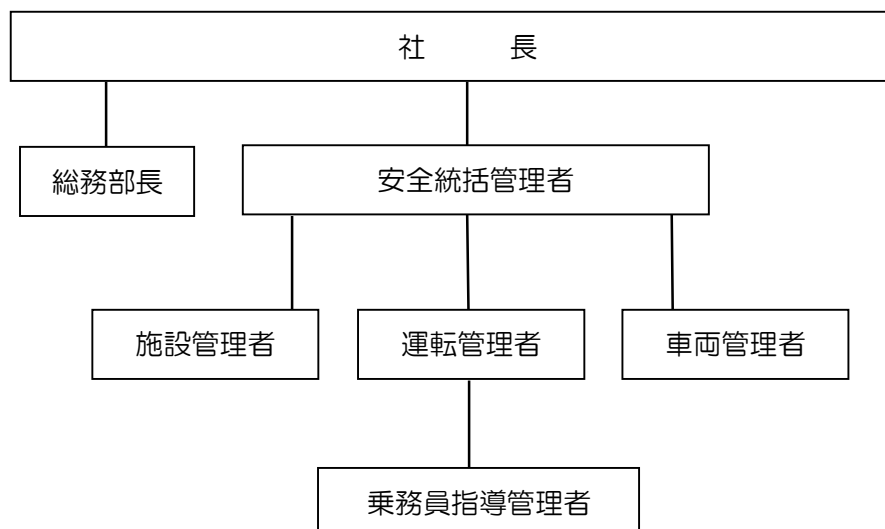 社　　　長
総務部長
安全統括管理者
施設管理者
運転管理者
車両管理者
乗務員指導管理者